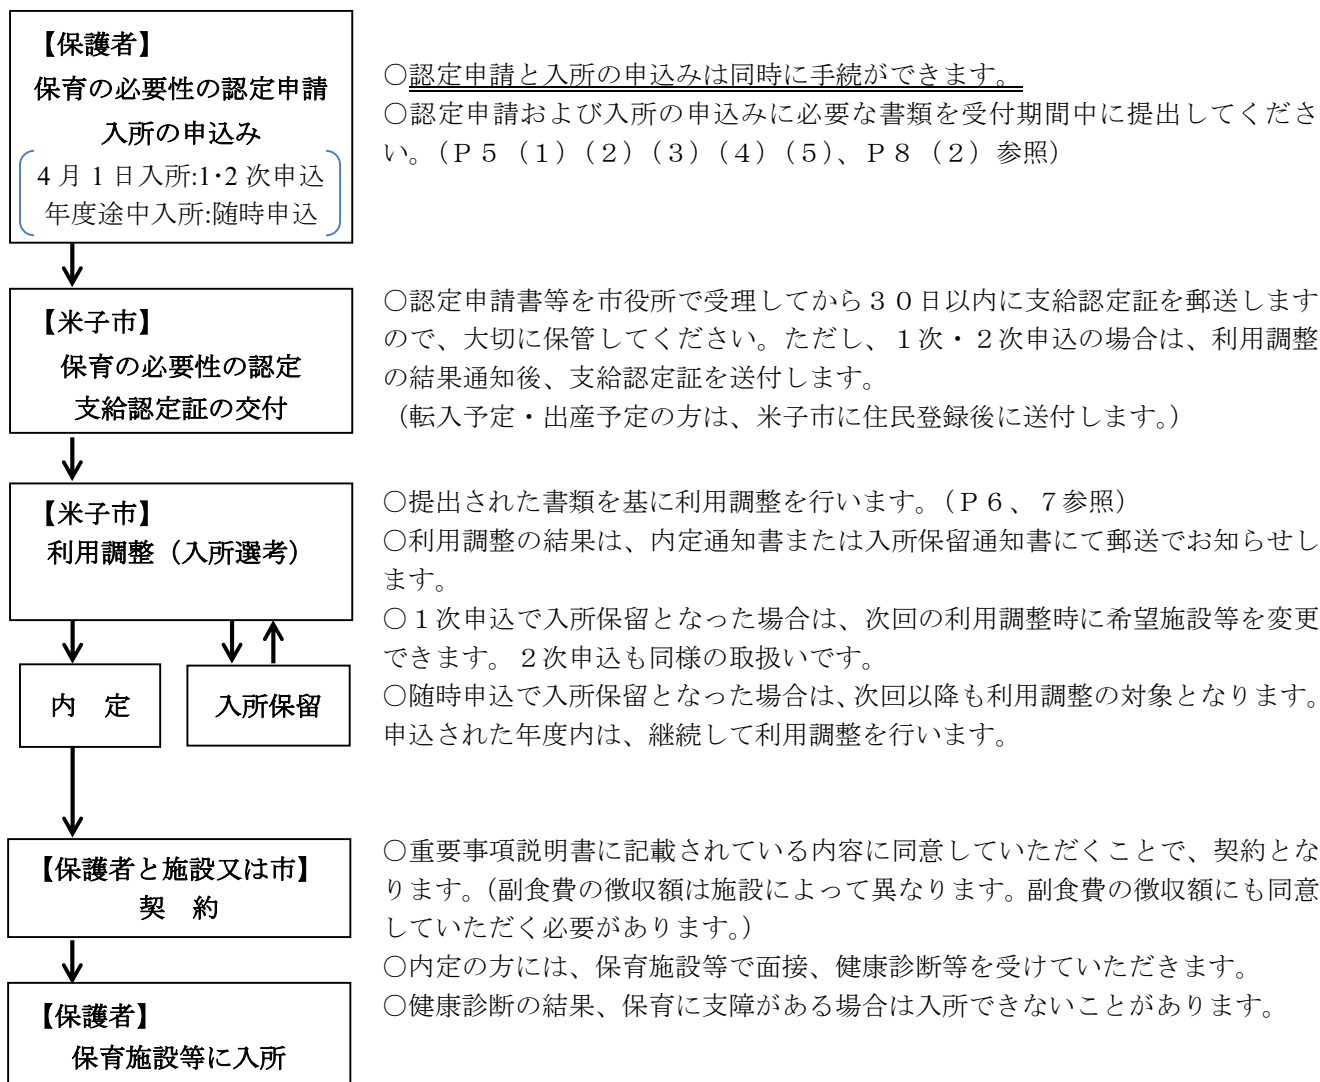 【保護者】
保育の必要性の認定申請
入所の申込み
4月1日入所:1・2次申込
年度途中入所:随時申込
○認定申請と入所の申込みは同時に手続ができます。
○認定申請および入所の申込みに必要な書類を受付期間中に提出してくださ
い。（P5（1）（2）（3）（4）（5）、P8（2）参照）
【米子市】
保育の必要性の認定
支給認定証の交付
○認定申請書等を市役所で受理してから30日以内に支給認定証を郵送します
ので、大切に保管してください。ただし、1次・2次申込の場合は、利用調整
の結果通知後、支給認定証を送付します。
（転入予定・出産予定の方は、米子市に住民登録後に送付します。）
【米子市】
利用調整（入所選考）
○提出された書類を基に利用調整を行います。（P6、7参照）
○利用調整の結果は、内定通知書または入所保留通知書にて郵送でお知らせし
ます。
○1次申込で入所保留となった場合は、次回の利用調整時に希望施設等を変更
できます。2次申込も同様の取扱いです。
○随時申込で入所保留となった場合は、次回以降も利用調整の対象となります。
申込された年度内は、継続して利用調整を行います。
内　定
入所保留
【保護者と施設又は市】
契　約
○重要事項説明書に記載されている内容に同意していただくことで、契約とな
ります。（副食費の徴収額は施設によって異なります。副食費の徴収額にも同意
していただく必要があります。）
○内定の方には、保育施設等で面接、健康診断等を受けていただきます。
○健康診断の結果、保育に支障がある場合は入所できないことがあります。
【保護者】
保育施設等に入所